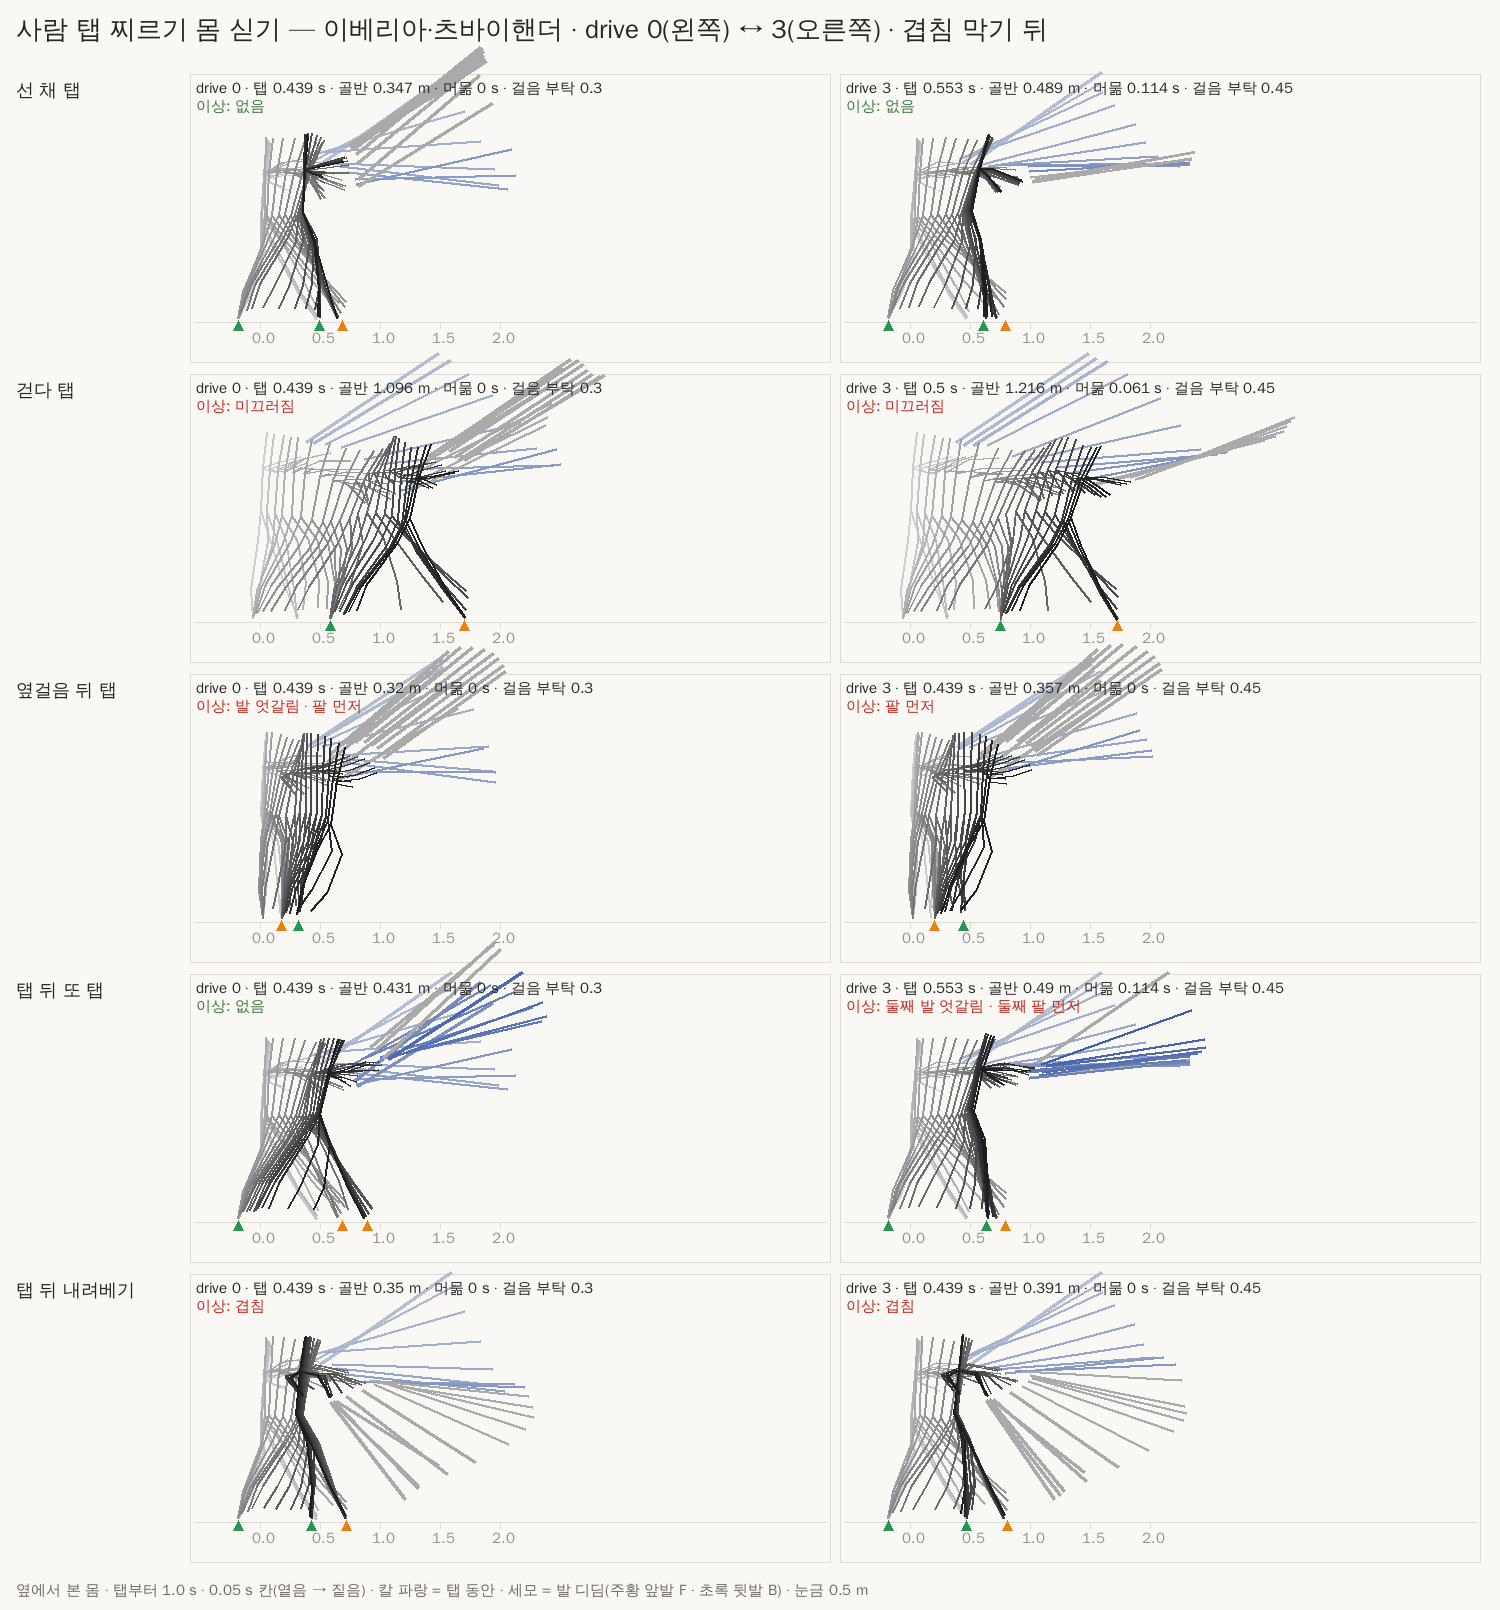 사람 탭 찌르기 몸 싣기 — 이베리아·츠바이핸더 · drive 0(왼쪽) ↔ 3(오른쪽) · 겹침 막기 뒤
선 채 탭
drive 0 · 탭 0.439 s · 골반 0.347 m · 머묾 0 s · 걸음 부탁 0.3
이상: 없음
0.0 0.5 1.0 1.5 2.0
drive 3 · 탭 0.553 s · 골반 0.489 m · 머묾 0.114 s · 걸음 부탁 0.45
이상: 없음
0.0 0.5 1.0 1.5 2.0
걷다 탭
drive 0 · 탭 0.439 s · 골반 1.096 m · 머묾 0 s · 걸음 부탁 0.3
이상: 미끄러짐
0.0 0.5 1.0 1.5 2.0
drive 3 · 탭 0.5 s · 골반 1.216 m · 머묾 0.061 s · 걸음 부탁 0.45
이상: 미끄러짐
0.0 0.5 1.0 1.5 2.0
옆걸음 뒤 탭
drive 0 · 탭 0.439 s · 골반 0.32 m · 머묾 0 s · 걸음 부탁 0.3
이상: 발 엇갈림 · 팔 먼저
0.0 0.5 1.0 1.5 2.0
drive 3 · 탭 0.439 s · 골반 0.357 m · 머묾 0 s · 걸음 부탁 0.45
이상: 팔 먼저
0.0 0.5 1.0 1.5 2.0
탭 뒤 또 탭
drive 0 · 탭 0.439 s · 골반 0.431 m · 머묾 0 s · 걸음 부탁 0.3
이상: 없음
0.0 0.5 1.0 1.5 2.0
drive 3 · 탭 0.553 s · 골반 0.49 m · 머묾 0.114 s · 걸음 부탁 0.45
이상: 둘째 발 엇갈림 · 둘째 팔 먼저
0.0 0.5 1.0 1.5 2.0
탭 뒤 내려베기
drive 0 · 탭 0.439 s · 골반 0.35 m · 머묾 0 s · 걸음 부탁 0.3
이상: 겹침
0.0 0.5 1.0 1.5 2.0
drive 3 · 탭 0.439 s · 골반 0.391 m · 머묾 0 s · 걸음 부탁 0.45
이상: 겹침
0.0 0.5 1.0 1.5 2.0
옆에서 본 몸 · 탭부터 1.0 s · 0.05 s 칸(옅음 → 짙음) · 칼 파랑 = 탭 동안 · 세모 = 발 디딤(주황 앞발 F · 초록 뒷발 B) · 눈금 0.5 m